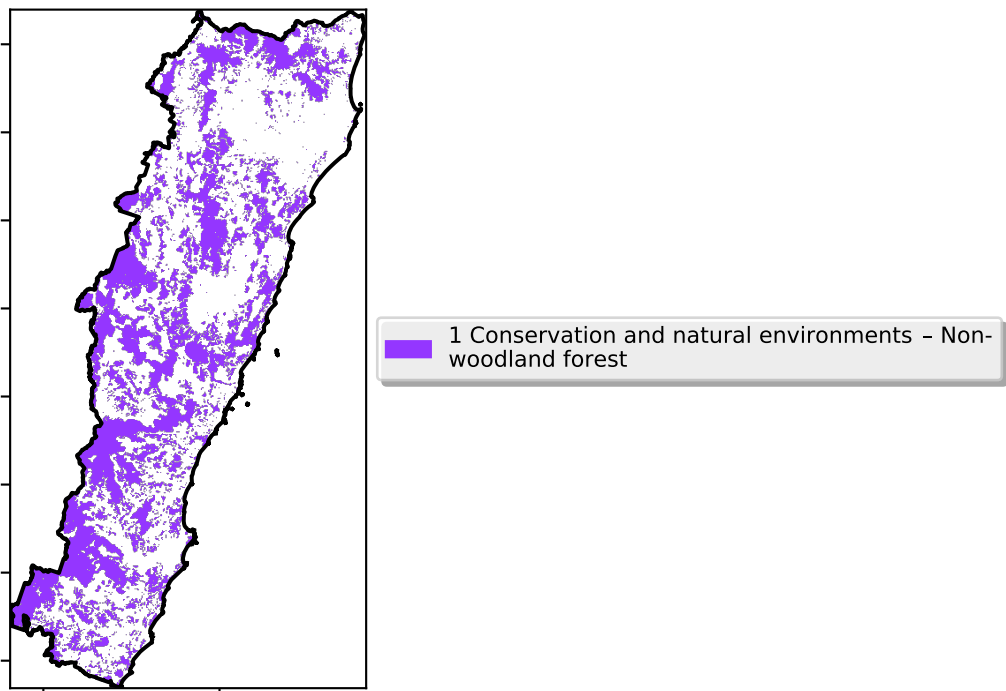 1 Conservation and natural environments – Non-
woodland forest